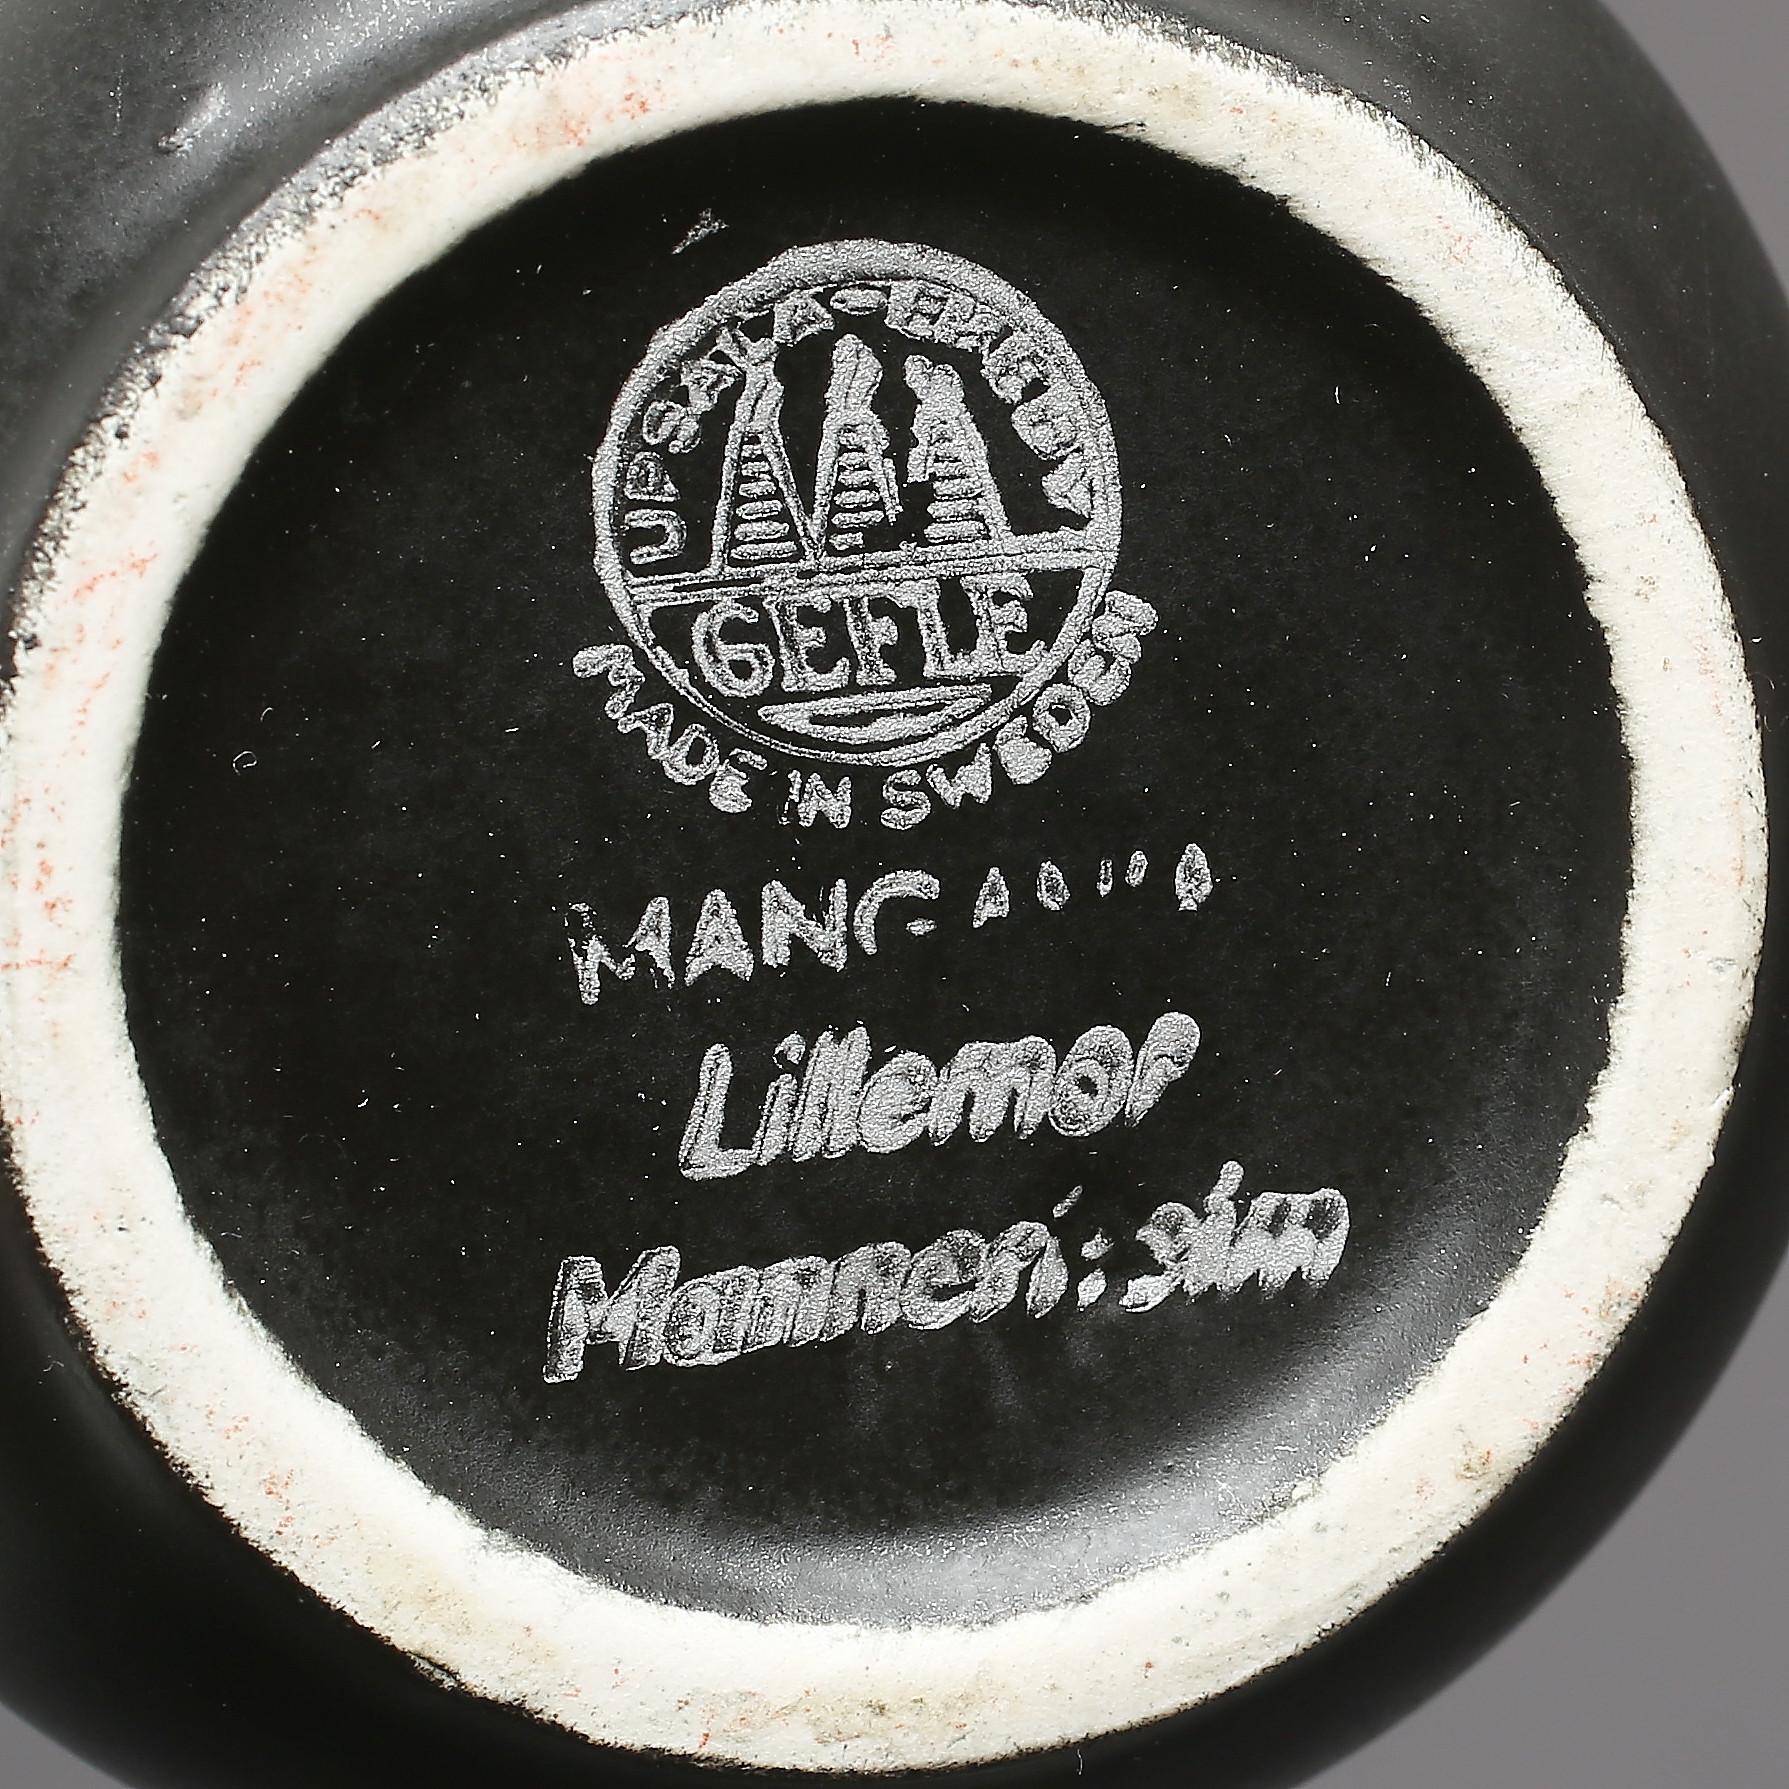 UPSALA-EKEBY
GEFLE
MADE IN SWEDEN
Lillemor
Mannerheim